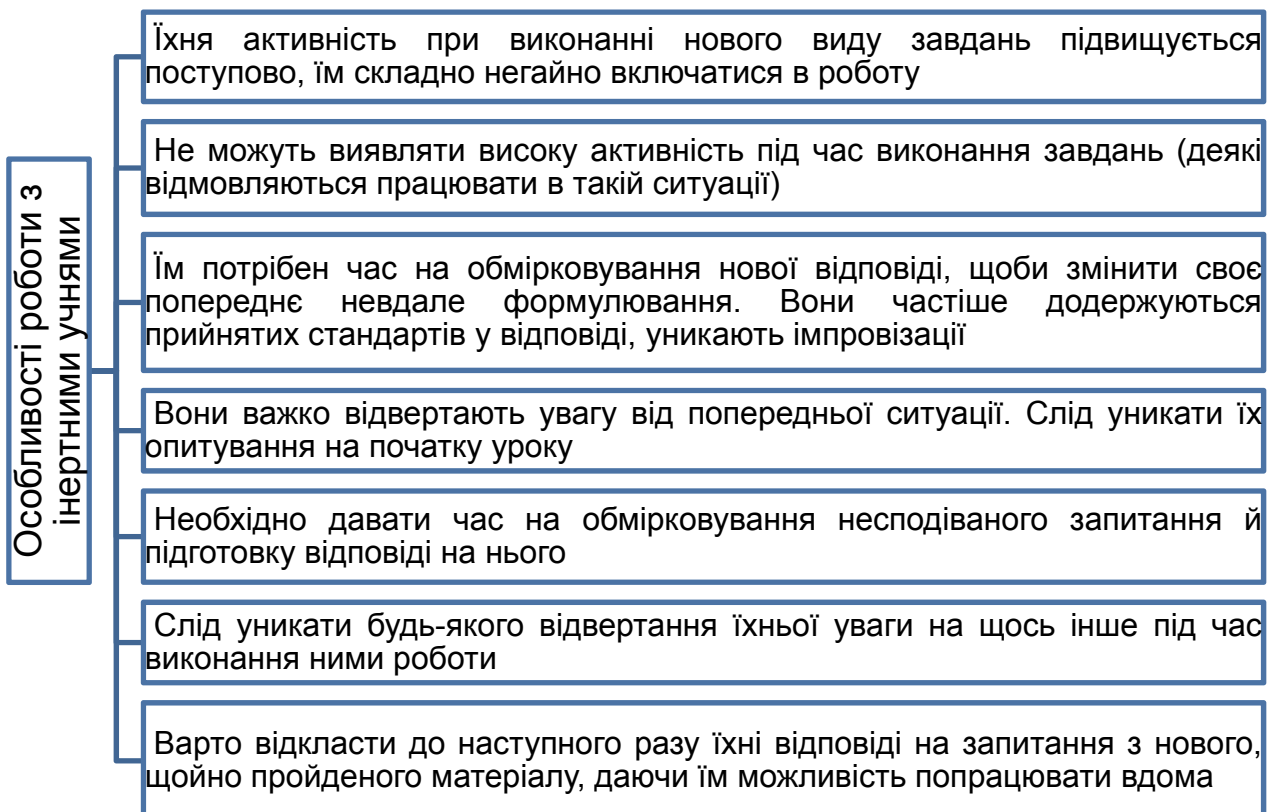 Особливості роботи з
інертними учнями
Їхня активність при виконанні нового виду завдань підвищується
поступово, їм складно негайно включатися в роботу
Не можуть виявляти високу активність під час виконання завдань (деякі
відмовляються працювати в такій ситуації)
Їм потрібен час на обмірковування нової відповіді, щоби змінити своє
попереднє невдале формулювання. Вони частіше додержуються
прийнятих стандартів у відповіді, уникають імпровізації
Вони важко відвертають увагу від попередньої ситуації. Слід уникати їх
опитування на початку уроку
Необхідно давати час на обмірковування несподіваного запитання й
підготовку відповіді на нього
Слід уникати будь-якого відвертання їхньої уваги на щось інше під час
виконання ними роботи
Варто відкласти до наступного разу їхні відповіді на запитання з нового,
щойно пройденого матеріалу, даючи їм можливість попрацювати вдома